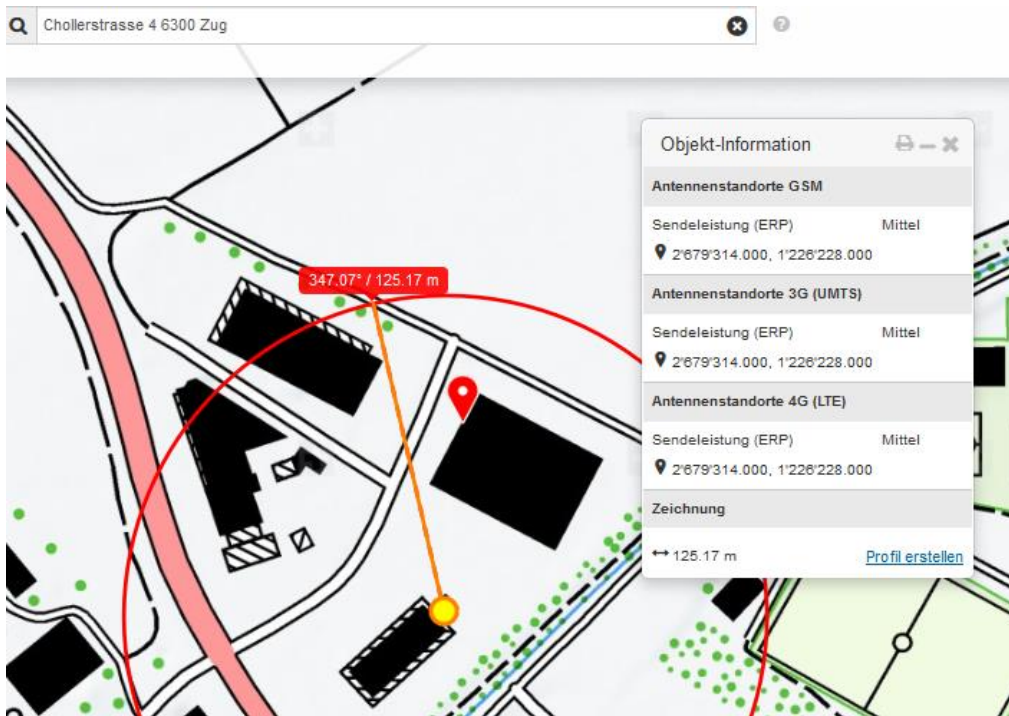 Chollerstrasse 4 6300 Zug
347.07° / 125.17 m
Objekt-Information
Antennenstandorte GSM
Sendeleistung (ERP) Mittel
2'679'314.000, 1'226'228.000
Antennenstandorte 3G (UMTS)
Sendeleistung (ERP) Mittel
2'679'314.000, 1'226'228.000
Antennenstandorte 4G (LTE)
Sendeleistung (ERP) Mittel
2'679'314.000, 1'226'228.000
Zeichnung
↔ 125.17 m Profil erstellen